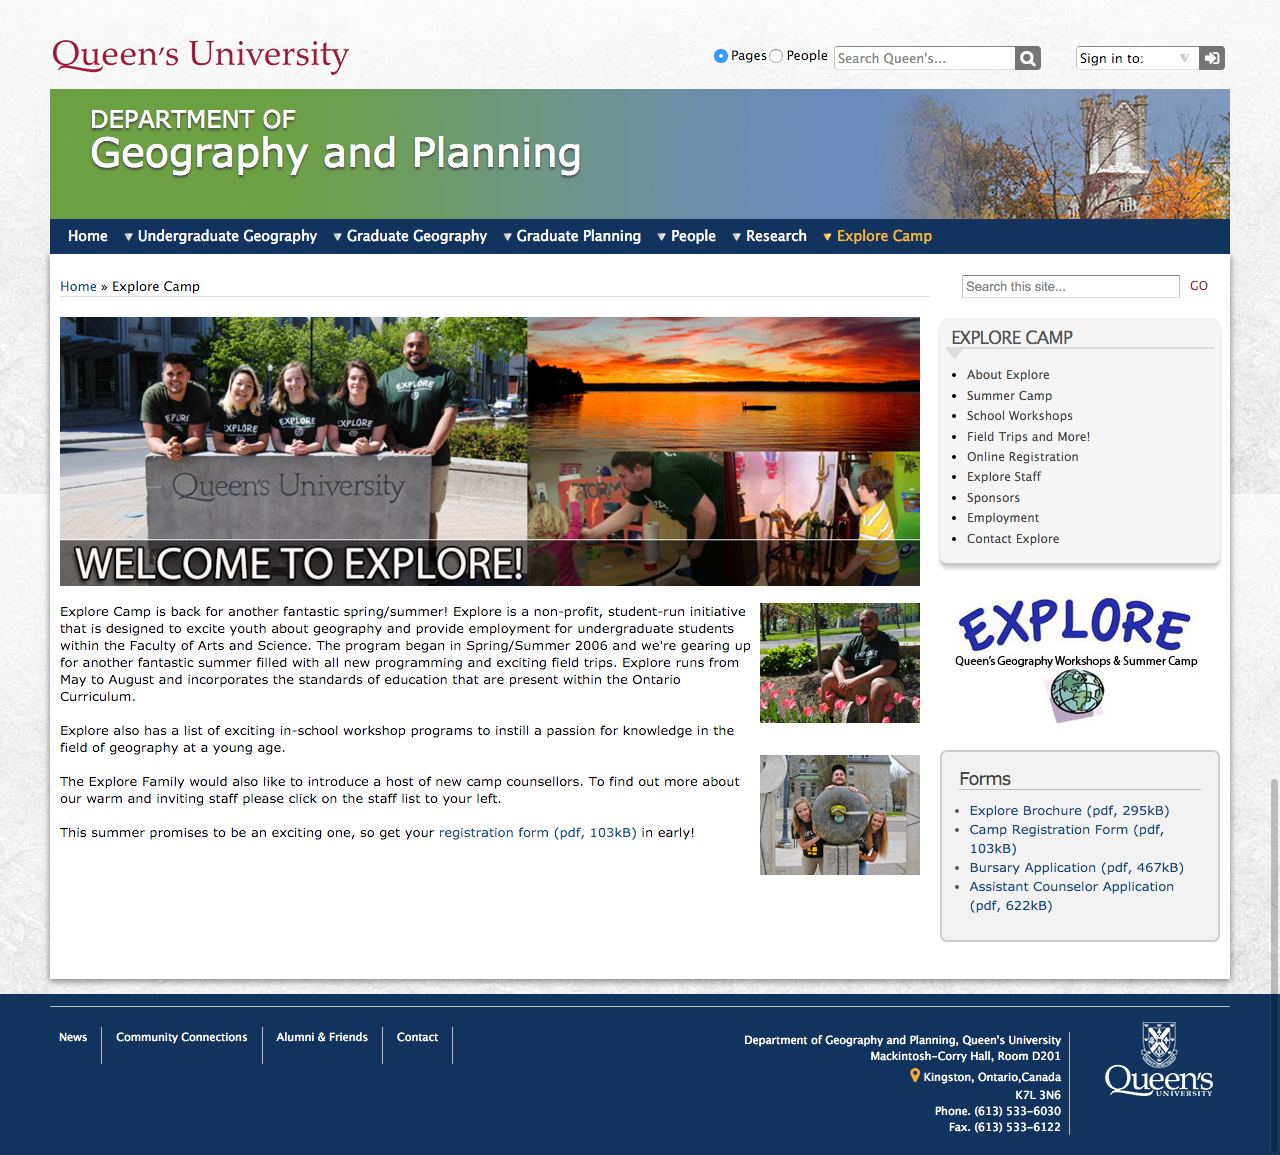 Queen's University
Pages People Search Queen's... Sign in to:
DEPARTMENT OF
Geography and Planning
Home Undergraduate Geography Graduate Geography Graduate Planning People Research Explore Camp
Home » Explore Camp
Search this site... GO
EXPLORE
EXPLORE
EXPLORE
EXPLORE
EXPLORE
Queen's University
WELCOME TO EXPLORE!
Explore Camp is back for another fantastic spring/summer! Explore is a non-profit, student-run initiative
that is designed to excite youth about geography and provide employment for undergraduate students
within the Faculty of Arts and Science. The program began in Spring/Summer 2006 and we're gearing up
for another fantastic summer filled with all new programming and exciting field trips. Explore runs from
May to August and incorporates the standards of education that are present within the Ontario
Curriculum.
Explore also has a list of exciting in-school workshop programs to instill a passion for knowledge in the
field of geography at a young age.
The Explore Family would also like to introduce a host of new camp counsellors. To find out more about
our warm and inviting staff please click on the staff list to your left.
This summer promises to be an exciting one, so get your registration form (pdf, 103kB) in early!
EXPLORE
EXPLORE CAMP
About Explore
Summer Camp
School Workshops
Field Trips and More!
Online Registration
Explore Staff
Sponsors
Employment
Contact Explore
EXPLORE
Queen's Geography Workshops & Summer Camp
Forms
Explore Brochure (pdf, 295kB)
Camp Registration Form (pdf,
103kB)
Bursary Application (pdf, 467kB)
Assistant Counselor Application
(pdf, 622kB)
News Community Connections Alumni & Friends Contact
Department of Geography and Planning, Queen's University
Mackintosh-Corry Hall, Room D201
Kingston, Ontario,Canada
K7L 3N6
Phone. (613) 533-6030
Fax. (613) 533-6122
Queen's
UNIVERSITY